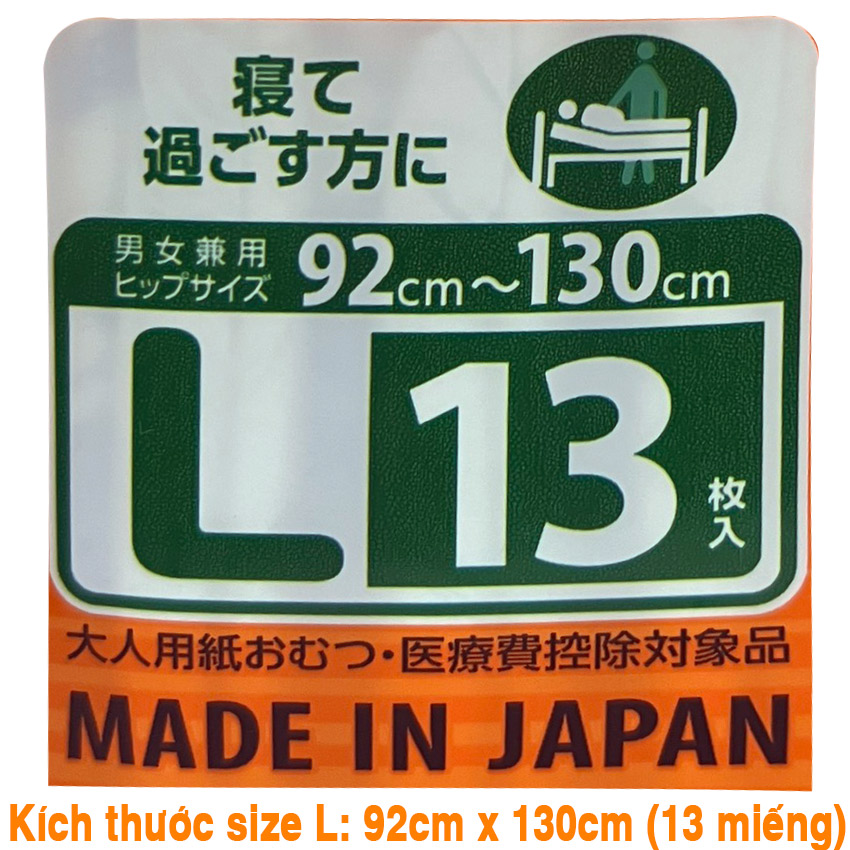 寝て
過ごす方に
男女兼用
ヒップサイズ
92cm～130cm
L 13 枚入
大人用紙おむつ・医療費控除対象品
MADE IN JAPAN
Kích thước size L: 92cm x 130cm (13 miếng)